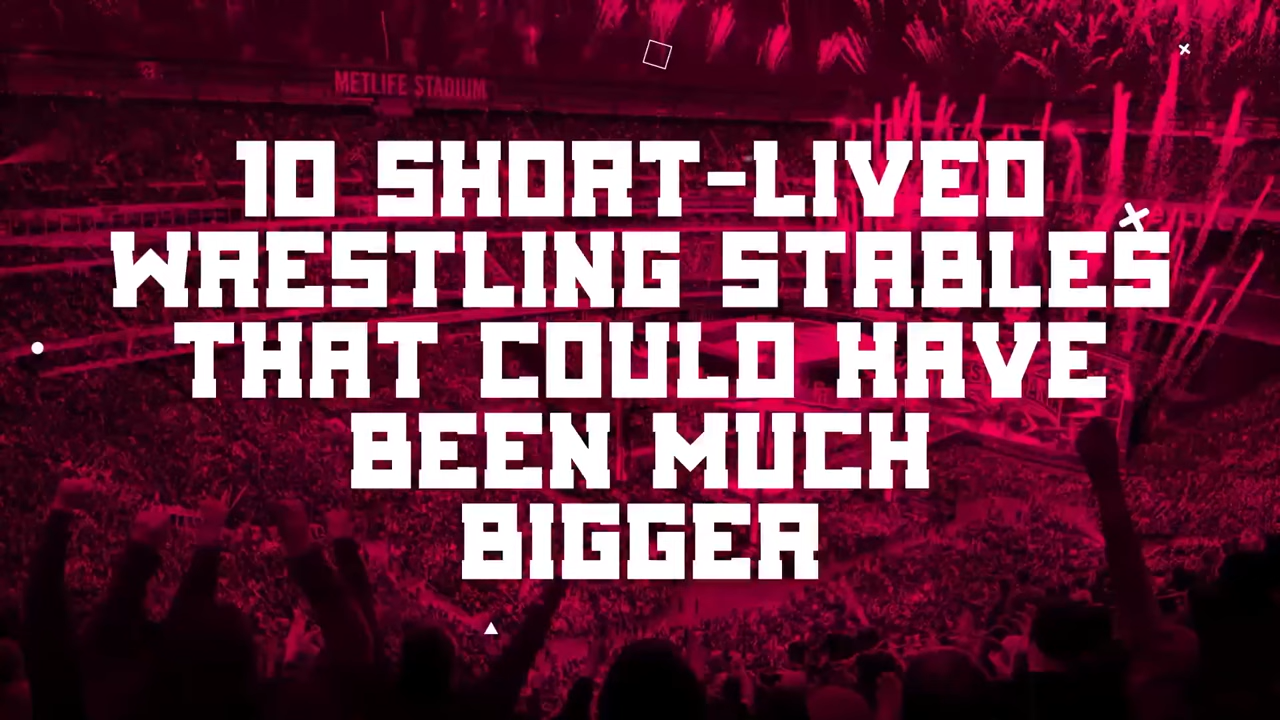 METLIFE STADIUM
10 SHORT-LIVED
WRESTLING STABLES
THAT COULD HAVE
BEEN MUCH
BIGGER